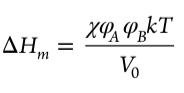 ΔH_m = χφ_A φ_B kT / V_0